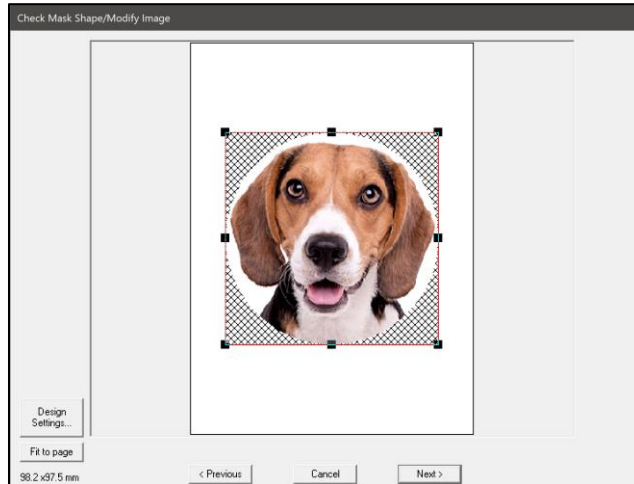 Check Mask Shape/Modify Image
Design
Settings...
Fit to page
98.2 x97.5 mm
< Previous
Cancel
Next >